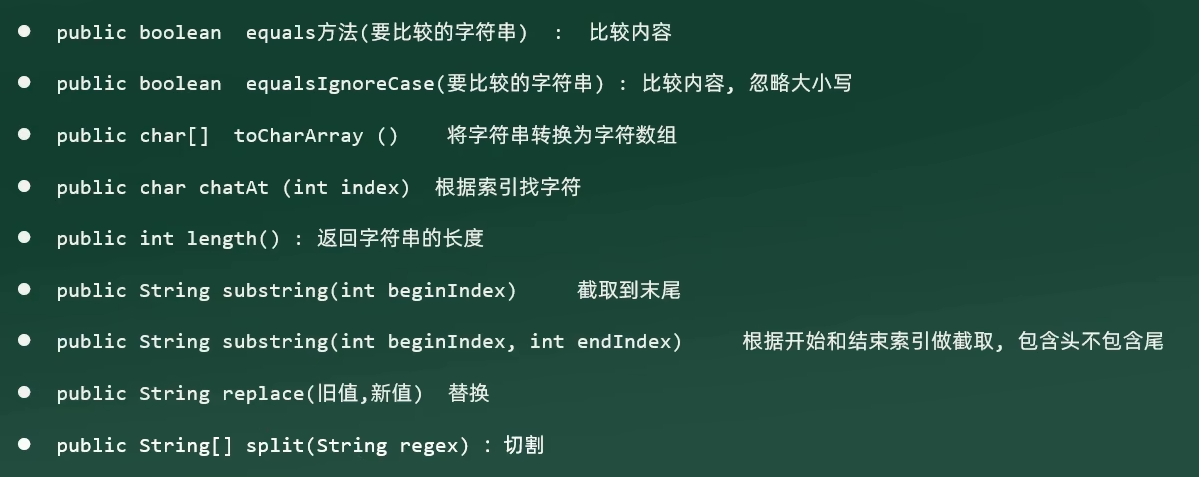 ● public boolean equals方法(要比较的字符串) : 比较内容
● public boolean equalsIgnoreCase(要比较的字符串) : 比较内容, 忽略大小写
● public char[] toCharArray () 将字符串转换为字符数组
● public char chatAt (int index) 根据索引找字符
● public int length() : 返回字符串的长度
● public String substring(int beginIndex) 截取到末尾
● public String substring(int beginIndex, int endIndex) 根据开始和结束索引做截取, 包含头不包含尾
● public String replace(旧值,新值) 替换
● public String[] split(String regex) : 切割